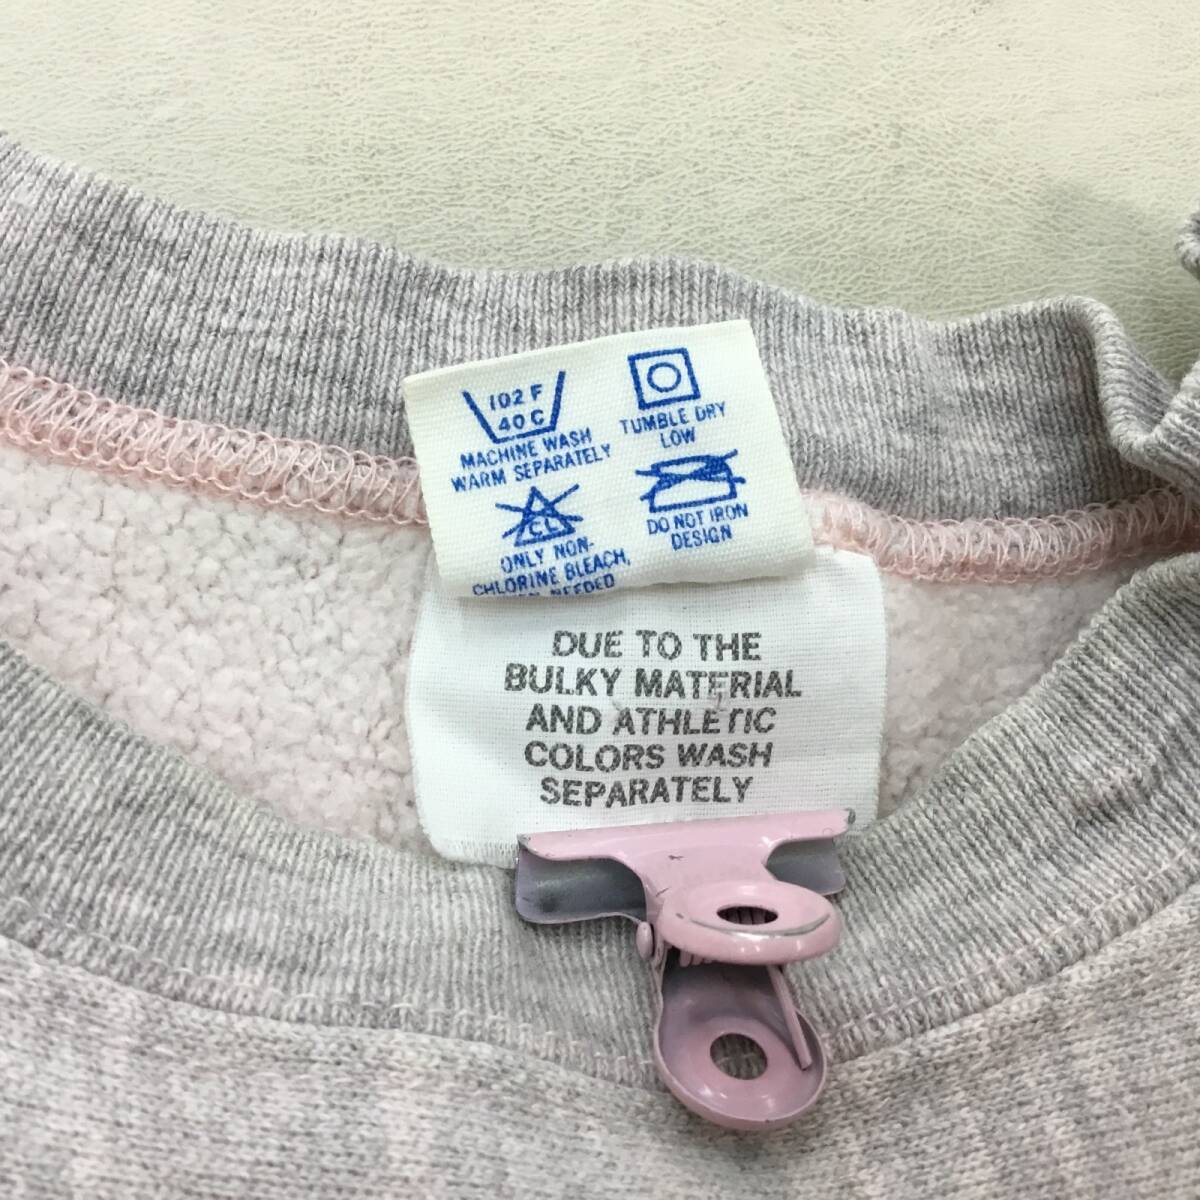 102 F
40 C
MACHINE WASH
WARM SEPARATELY
TUMBLE DRY
LOW
CL
ONLY NON-
CHLORINE BLEACH,
NEEDED
DO NOT IRON
DESIGN
DUE TO THE
BULKY MATERIAL
AND ATHLETIC
COLORS WASH
SEPARATELY